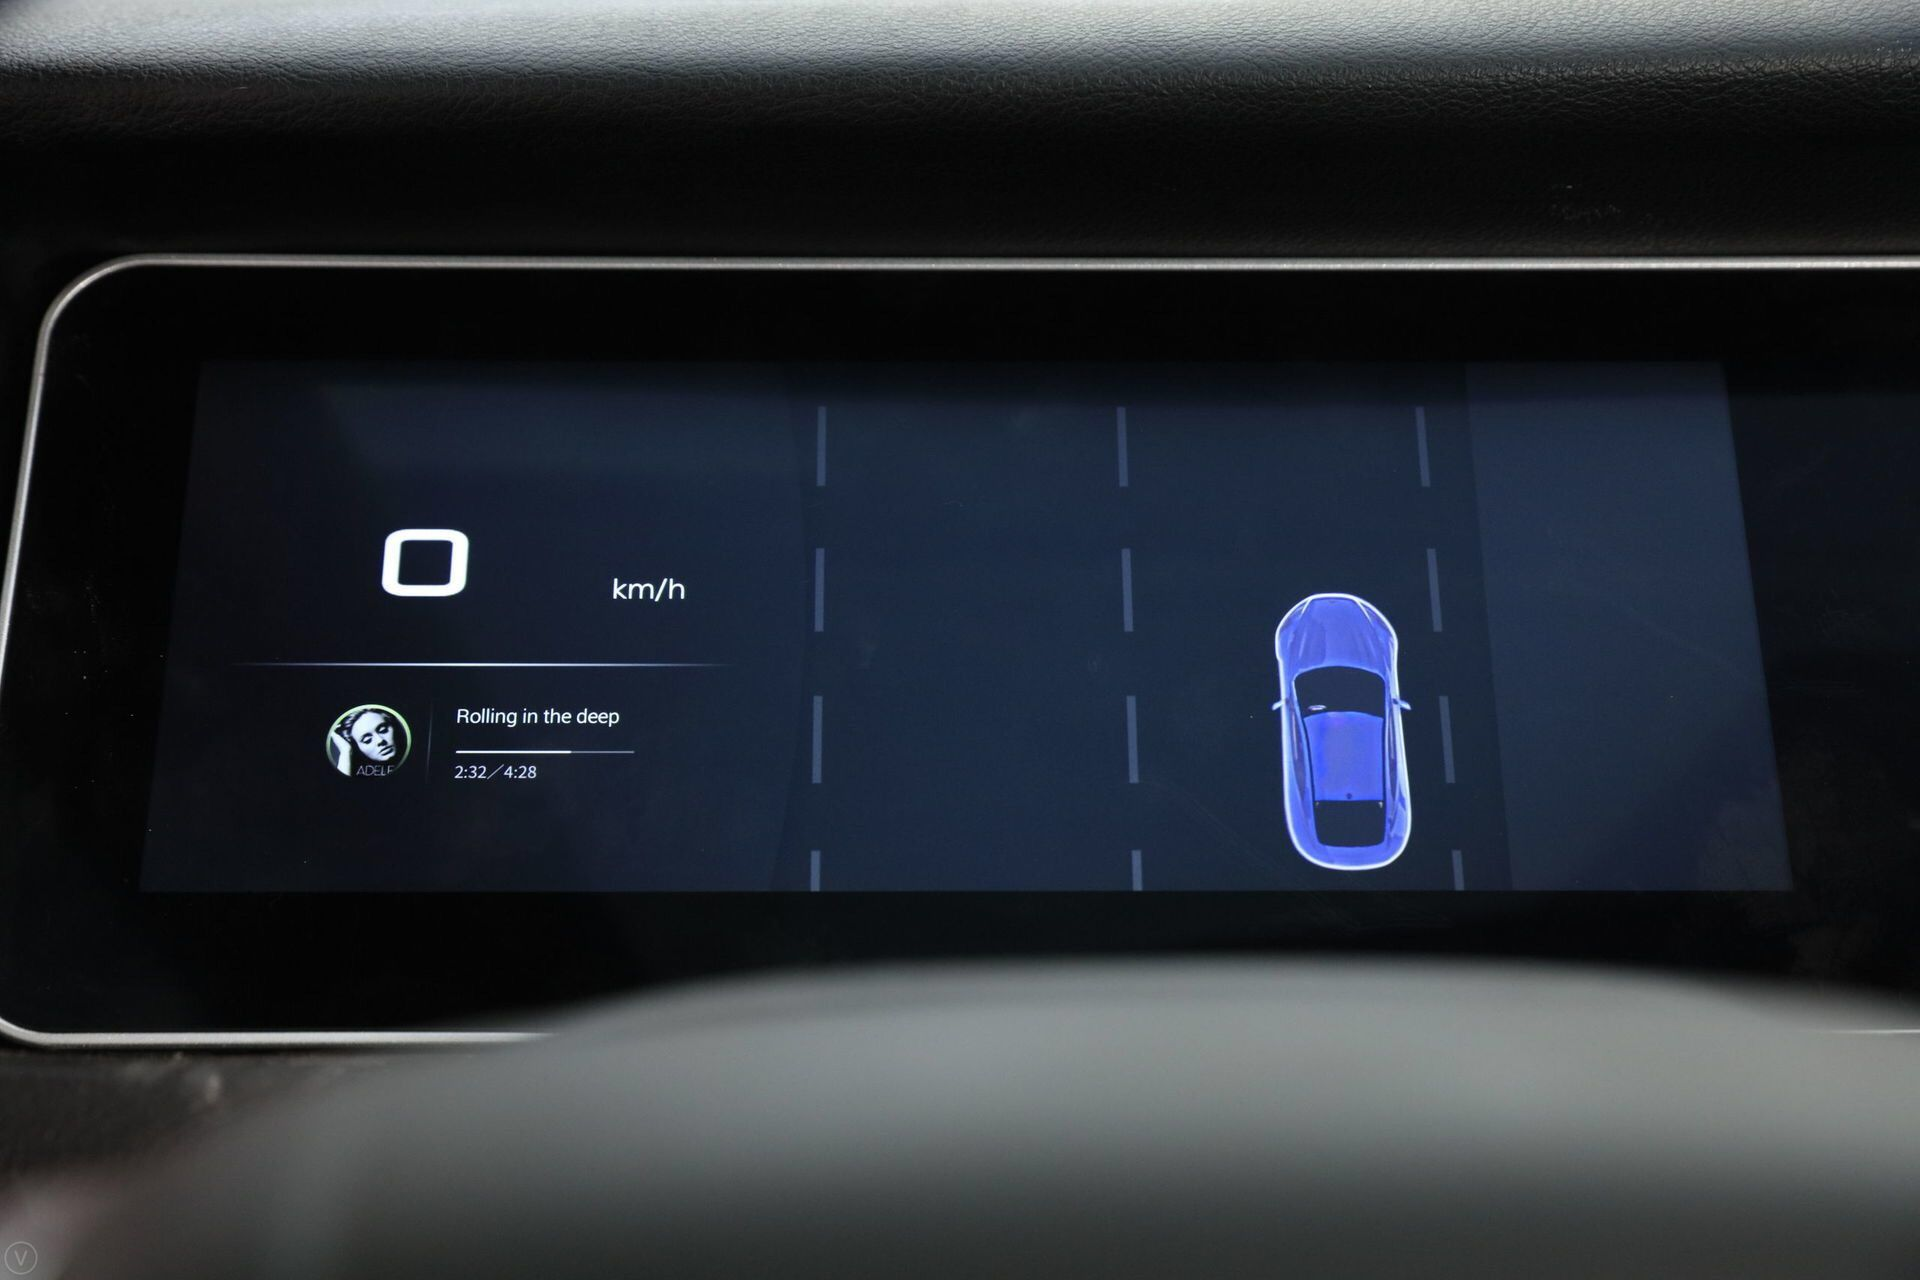 0
km/h
Rolling in the deep
ADELE
2:32/4:28
V